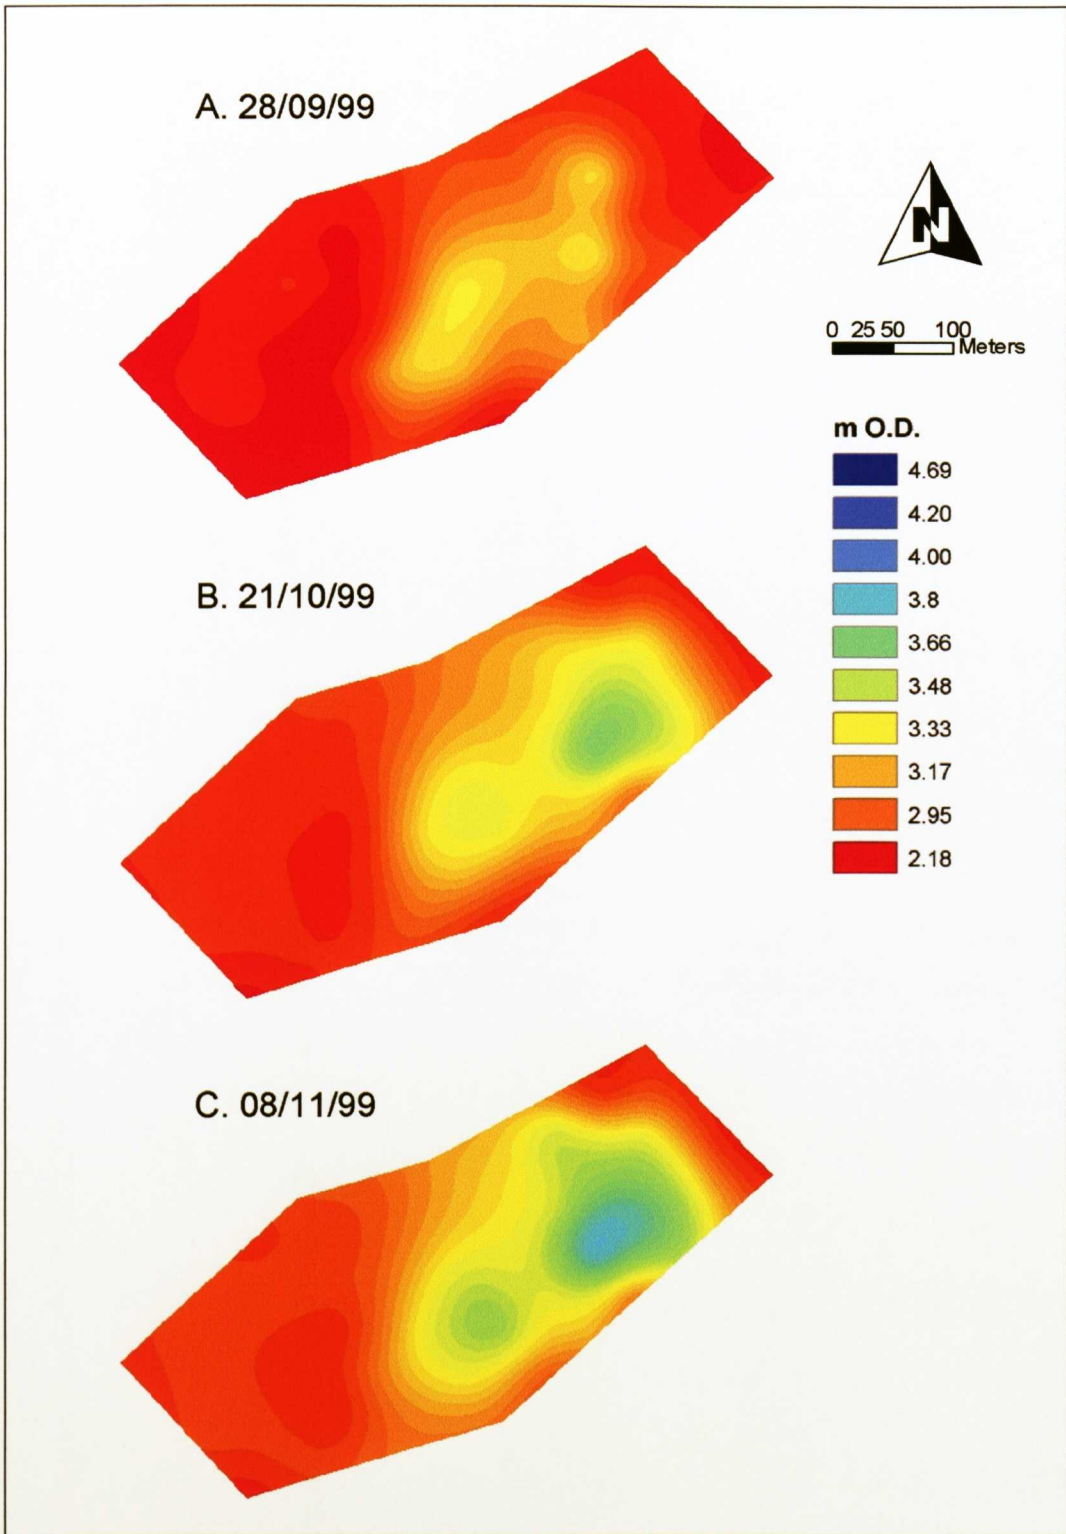 A. 28/09/99
N
0 25 50 100
Meters
B. 21/10/99
m O.D.
4.69
4.20
4.00
3.8
3.66
3.48
3.33
3.17
2.95
2.18
C. 08/11/99